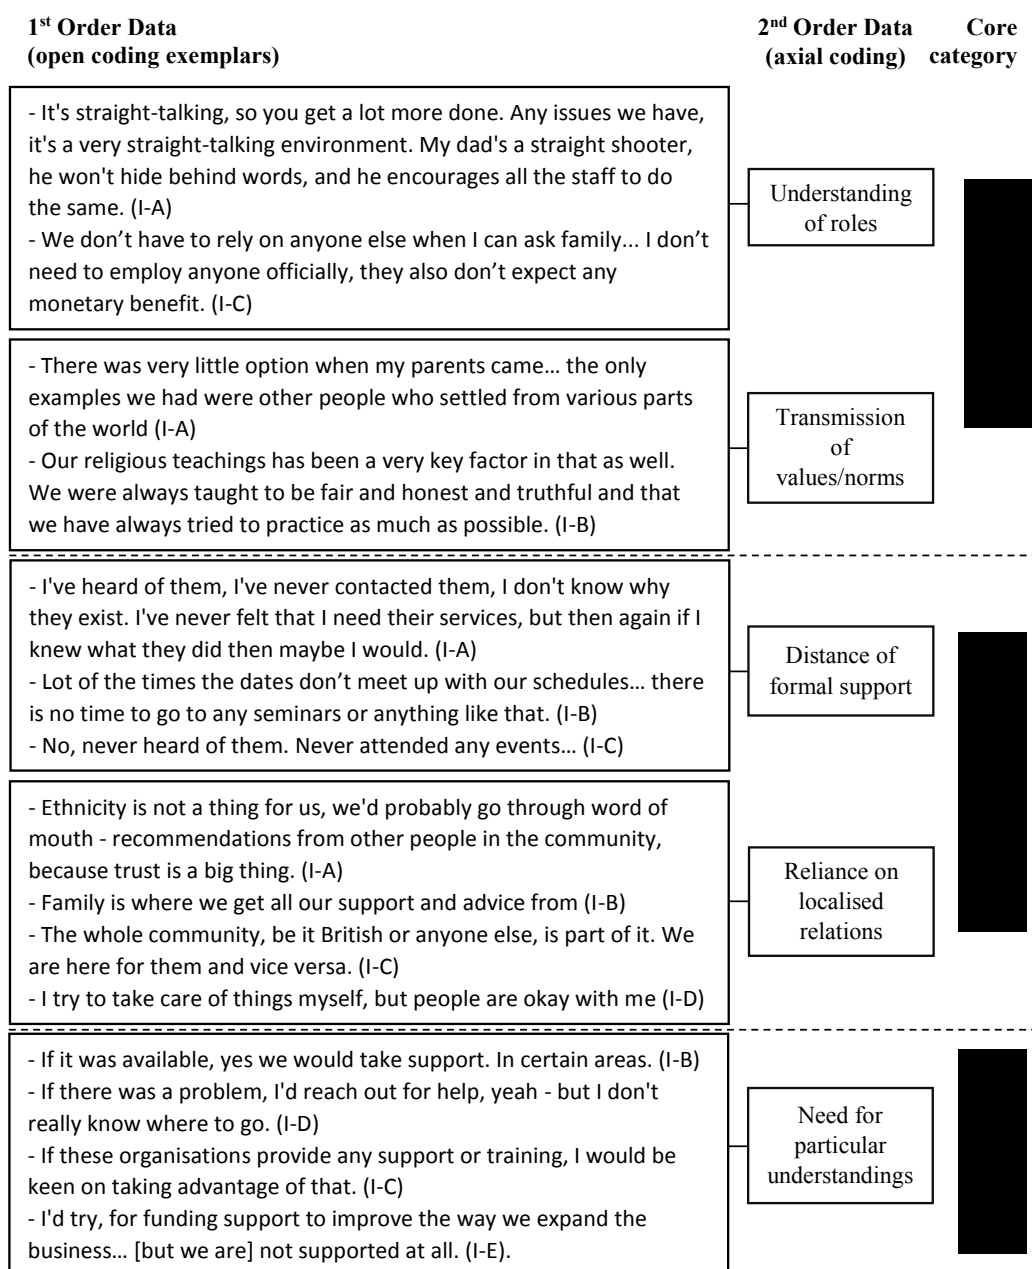 1st Order Data
(open coding exemplars)
2nd Order Data
(axial coding)
Core
category
- It's straight-talking, so you get a lot more done. Any issues we have,
it's a very straight-talking environment. My dad's a straight shooter,
he won't hide behind words, and he encourages all the staff to do
the same. (I-A)
- We don’t have to rely on anyone else when I can ask family... I don’t
need to employ anyone officially, they also don’t expect any
monetary benefit. (I-C)
Understanding
of roles
- There was very little option when my parents came… the only
examples we had were other people who settled from various parts
of the world (I-A)
- Our religious teachings has been a very key factor in that as well.
We were always taught to be fair and honest and truthful and that
we have always tried to practice as much as possible. (I-B)
Transmission
of
values/norms
- I've heard of them, I've never contacted them, I don't know why
they exist. I've never felt that I need their services, but then again if I
knew what they did then maybe I would. (I-A)
- Lot of the times the dates don’t meet up with our schedules… there
is no time to go to any seminars or anything like that. (I-B)
- No, never heard of them. Never attended any events… (I-C)
Distance of
formal support
- Ethnicity is not a thing for us, we'd probably go through word of
mouth - recommendations from other people in the community,
because trust is a big thing. (I-A)
- Family is where we get all our support and advice from (I-B)
- The whole community, be it British or anyone else, is part of it. We
are here for them and vice versa. (I-C)
- I try to take care of things myself, but people are okay with me (I-D)
Reliance on
localised
relations
- If it was available, yes we would take support. In certain areas. (I-B)
- If there was a problem, I'd reach out for help, yeah - but I don't
really know where to go. (I-D)
- If these organisations provide any support or training, I would be
keen on taking advantage of that. (I-C)
- I'd try, for funding support to improve the way we expand the
business… [but we are] not supported at all. (I-E).
Need for
particular
understandings